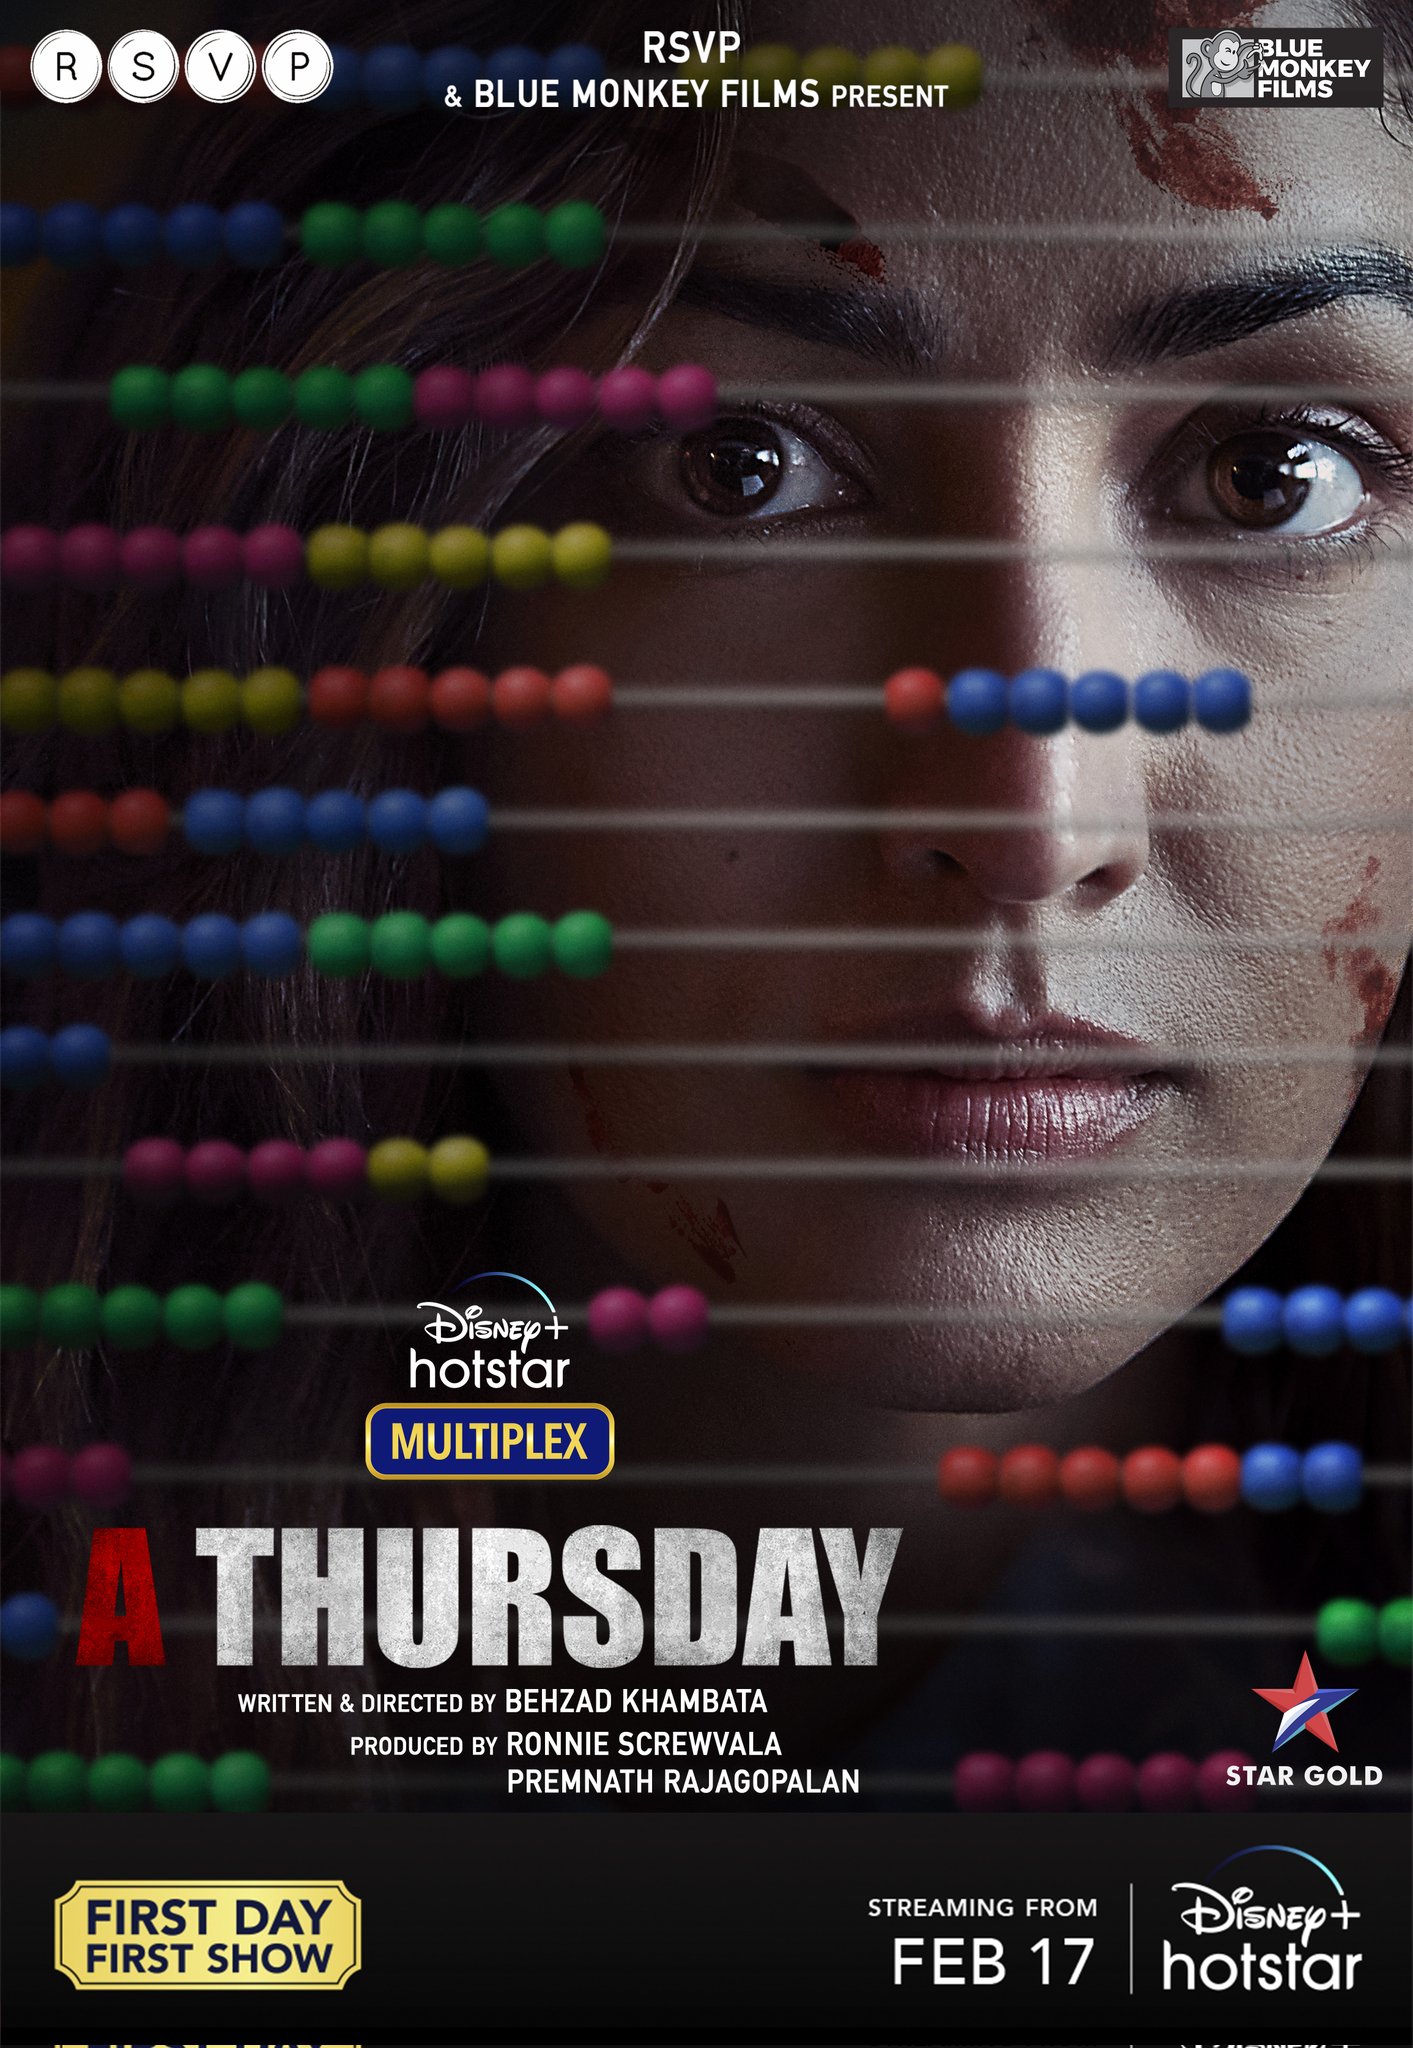 R S V P
RSVP
& BLUE MONKEY FILMS PRESENT
BLUE
MONKEY
FILMS
Disney+
hotstar
MULTIPLEX
A THURSDAY
WRITTEN & DIRECTED BY BEHZAD KHAMBATA
PRODUCED BY RONNIE SCREWVALA
PREMNATH RAJAGOPALAN
STAR GOLD
FIRST DAY
FIRST SHOW
STREAMING FROM
FEB 17
Disney+
hotstar